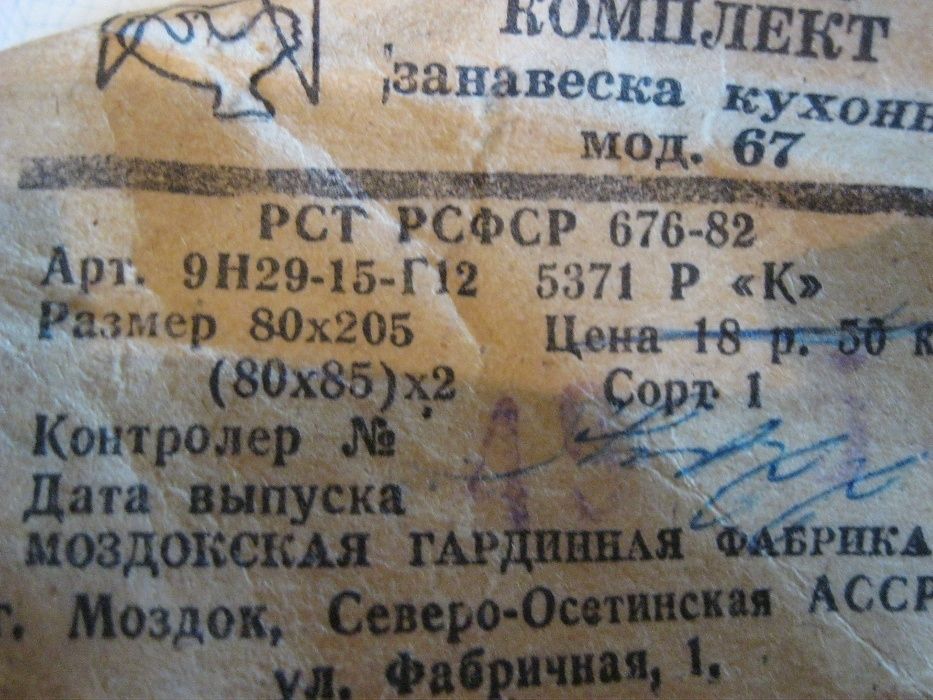 КОМПЛЕКТ
занавеска кухонь
мод. 67
РСТ РСФСР 676-82
Арт. 9Н29-15-Г12 5371 Р «К»
Размер 80х205 Цена 18 р. 50 к
(80х85)х2 Сорт 1
Контролер №
Дата выпуска
МОЗДОКСКАЯ ГАРДИННАЯ ФАБРИКА
г. Моздок, Северо-Осетинская АССР
ул. Фабричная, 1.